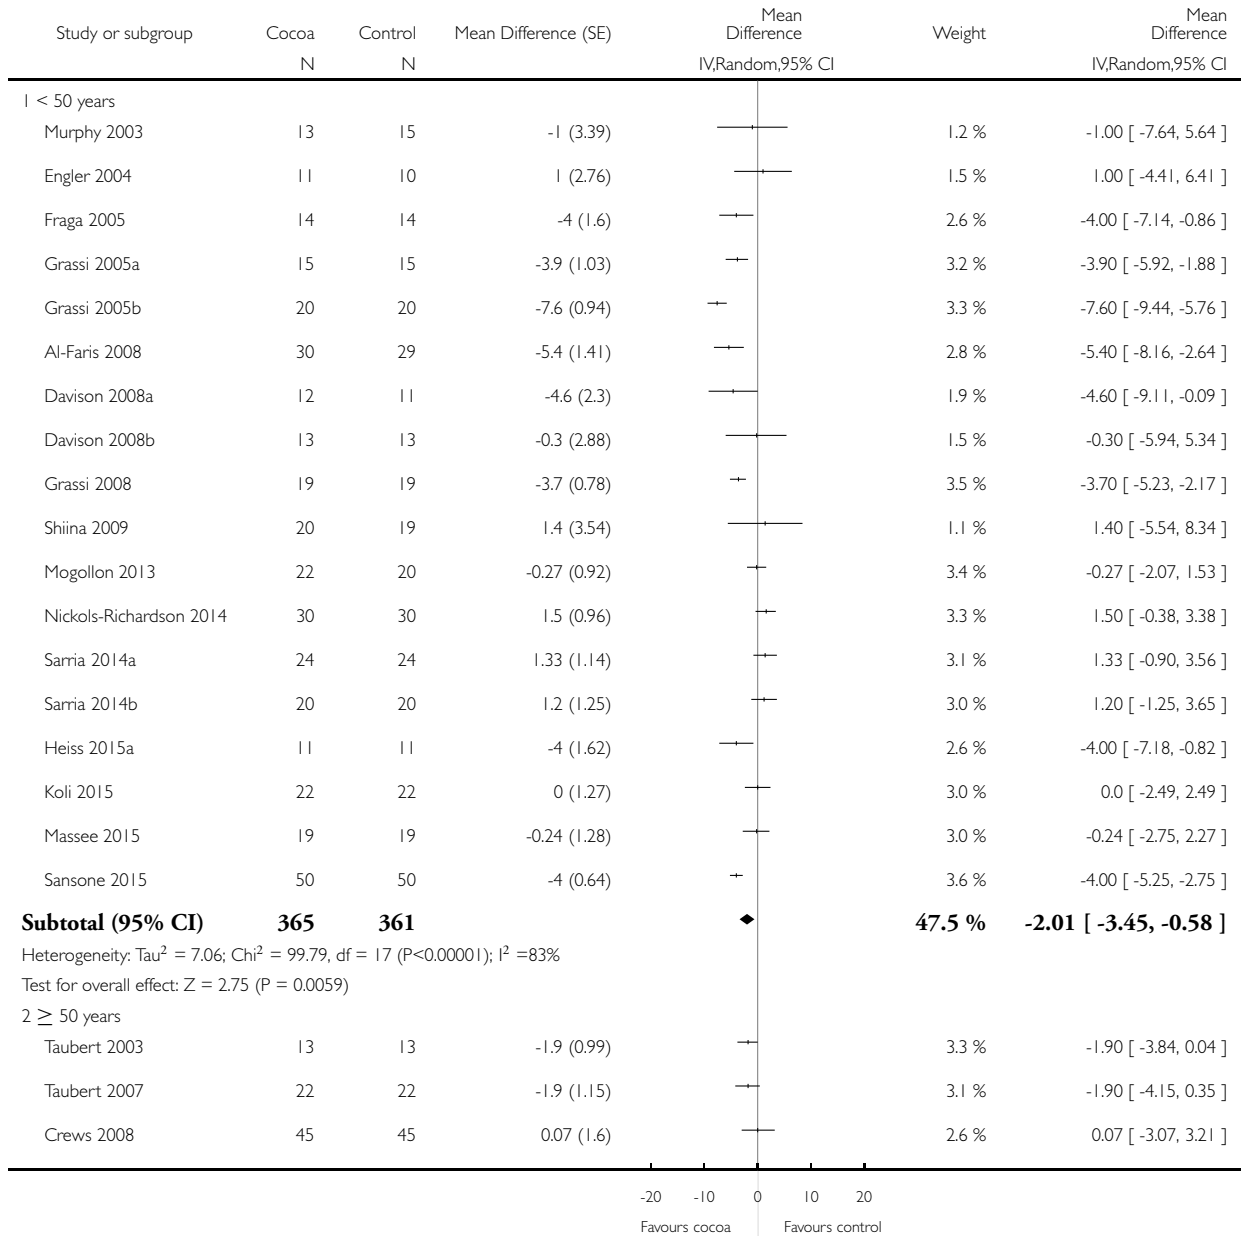 Study or subgroup Cocoa Control Mean Difference (SE) Mean Difference Weight Mean Difference
N N IV,Random,95% CI IV,Random,95% CI
1 < 50 years
Murphy 2003 13 15 -1 (3.39) 1.2 % -1.00 [ -7.64, 5.64 ]
Engler 2004 11 10 1 (2.76) 1.5 % 1.00 [ -4.41, 6.41 ]
Fraga 2005 14 14 -4 (1.6) 2.6 % -4.00 [ -7.14, -0.86 ]
Grassi 2005a 15 15 -3.9 (1.03) 3.2 % -3.90 [ -5.92, -1.88 ]
Grassi 2005b 20 20 -7.6 (0.94) 3.3 % -7.60 [ -9.44, -5.76 ]
Al-Faris 2008 30 29 -5.4 (1.41) 2.8 % -5.40 [ -8.16, -2.64 ]
Davison 2008a 12 11 -4.6 (2.3) 1.9 % -4.60 [ -9.11, -0.09 ]
Davison 2008b 13 13 -0.3 (2.88) 1.5 % -0.30 [ -5.94, 5.34 ]
Grassi 2008 19 19 -3.7 (0.78) 3.5 % -3.70 [ -5.23, -2.17 ]
Shiina 2009 20 19 1.4 (3.54) 1.1 % 1.40 [ -5.54, 8.34 ]
Mogollon 2013 22 20 -0.27 (0.92) 3.4 % -0.27 [ -2.07, 1.53 ]
Nickols-Richardson 2014 30 30 1.5 (0.96) 3.3 % 1.50 [ -0.38, 3.38 ]
Sarria 2014a 24 24 1.33 (1.14) 3.1 % 1.33 [ -0.90, 3.56 ]
Sarria 2014b 20 20 1.2 (1.25) 3.0 % 1.20 [ -1.25, 3.65 ]
Heiss 2015a 11 11 -4 (1.62) 2.6 % -4.00 [ -7.18, -0.82 ]
Koli 2015 22 22 0 (1.27) 3.0 % 0.0 [ -2.49, 2.49 ]
Massee 2015 19 19 -0.24 (1.28) 3.0 % -0.24 [ -2.75, 2.27 ]
Sansone 2015 50 50 -4 (0.64) 3.6 % -4.00 [ -5.25, -2.75 ]
Subtotal (95% CI) 365 361 47.5 % -2.01 [ -3.45, -0.58 ]
Heterogeneity: Tau² = 7.06; Chi² = 99.79, df = 17 (P<0.00001); I² =83%
Test for overall effect: Z = 2.75 (P = 0.0059)
2 ≥ 50 years
Taubert 2003 13 13 -1.9 (0.99) 3.3 % -1.90 [ -3.84, 0.04 ]
Taubert 2007 22 22 -1.9 (1.15) 3.1 % -1.90 [ -4.15, 0.35 ]
Crews 2008 45 45 0.07 (1.6) 2.6 % 0.07 [ -3.07, 3.21 ]
-20 -10 0 10 20
Favours cocoa Favours control